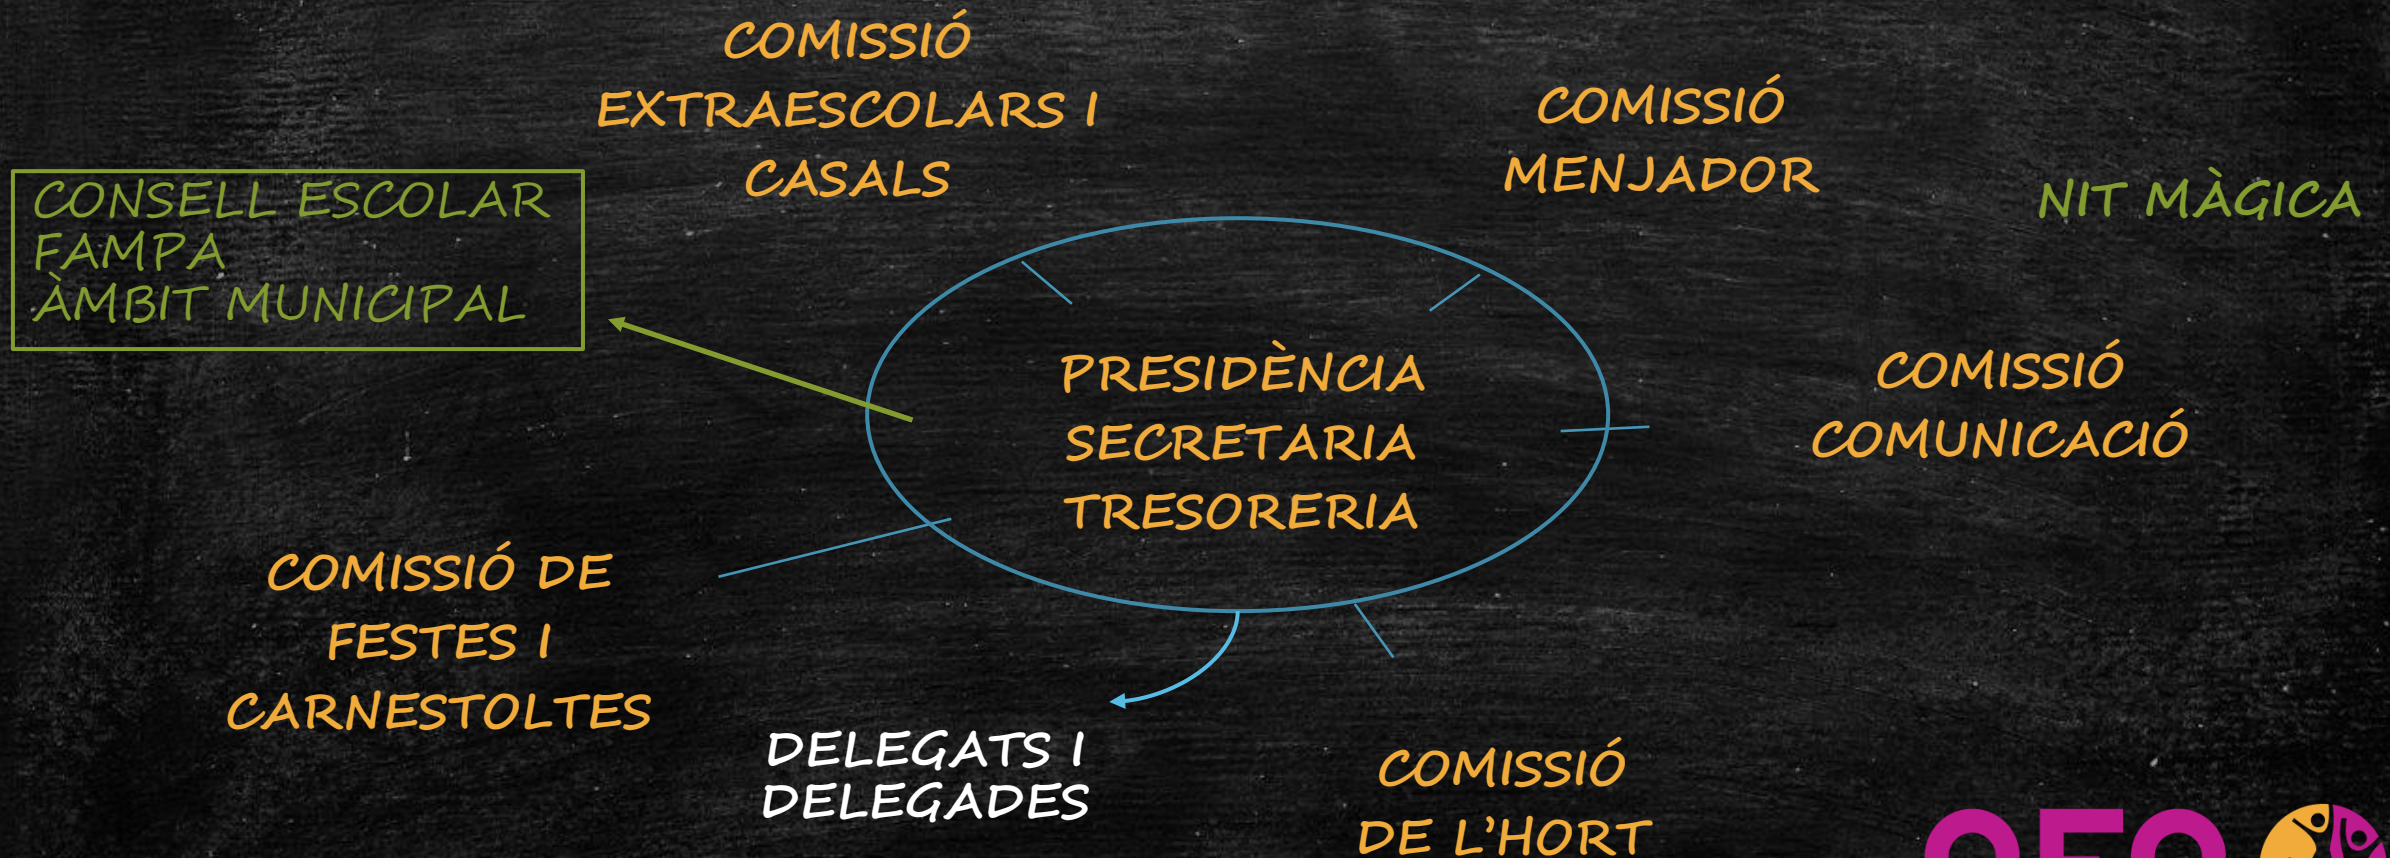 COMISSIÓ
EXTRAESCOLARS I
CASALS
COMISSIÓ
MENJADOR
NIT MÀGICA
CONSELL ESCOLAR
FAMPA
ÀMBIT MUNICIPAL
PRESIDÈNCIA
SECRETARIA
TRESORERIA
COMISSIÓ
COMUNICACIÓ
COMISSIÓ DE
FESTES I
CARNESTOLTES
DELEGATS I
DELEGADES
COMISSIÓ
DE L’HORT